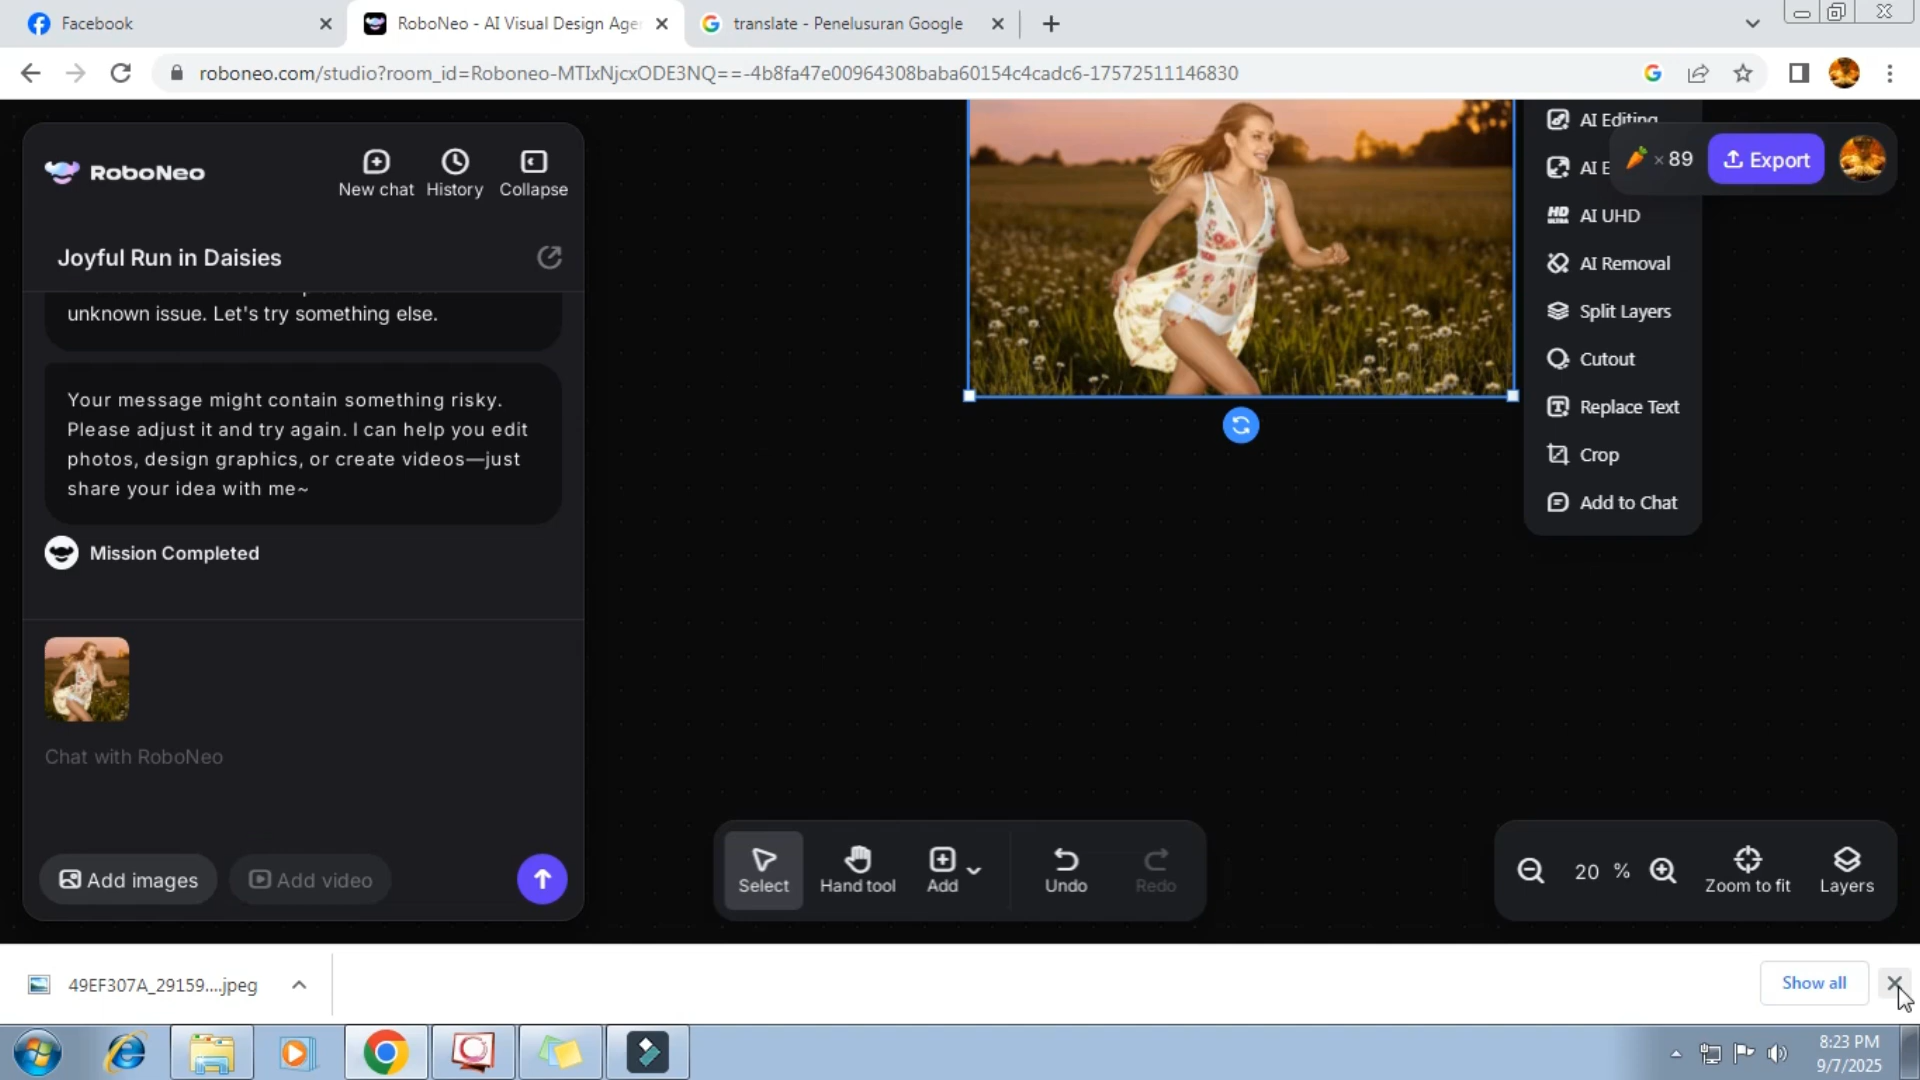 Facebook
RoboNeo - AI Visual Design Age
translate - Penelusuran Google
roboneo.com/studio?room_id=Roboneo-MTIxNjcxODE3NQ==-4b8fa47e00964308baba60154c4cadc6-17572511146830
RoboNeo
New chat
History
Collapse
Joyful Run in Daisies
unknown issue. Let's try something else.
Your message might contain something risky.
Please adjust it and try again. I can help you edit
photos, design graphics, or create videos—just
share your idea with me~
Mission Completed
Chat with RoboNeo
Add images
Add video
AI Editing
AI E
× 89
Export
HD
ULTRA
AI UHD
AI Removal
Split Layers
Cutout
Replace Text
Crop
Add to Chat
Select
Hand tool
Add
Undo
Redo
20 %
Zoom to fit
Layers
49EF307A_29159....jpeg
Show all
8:23 PM
9/7/2025